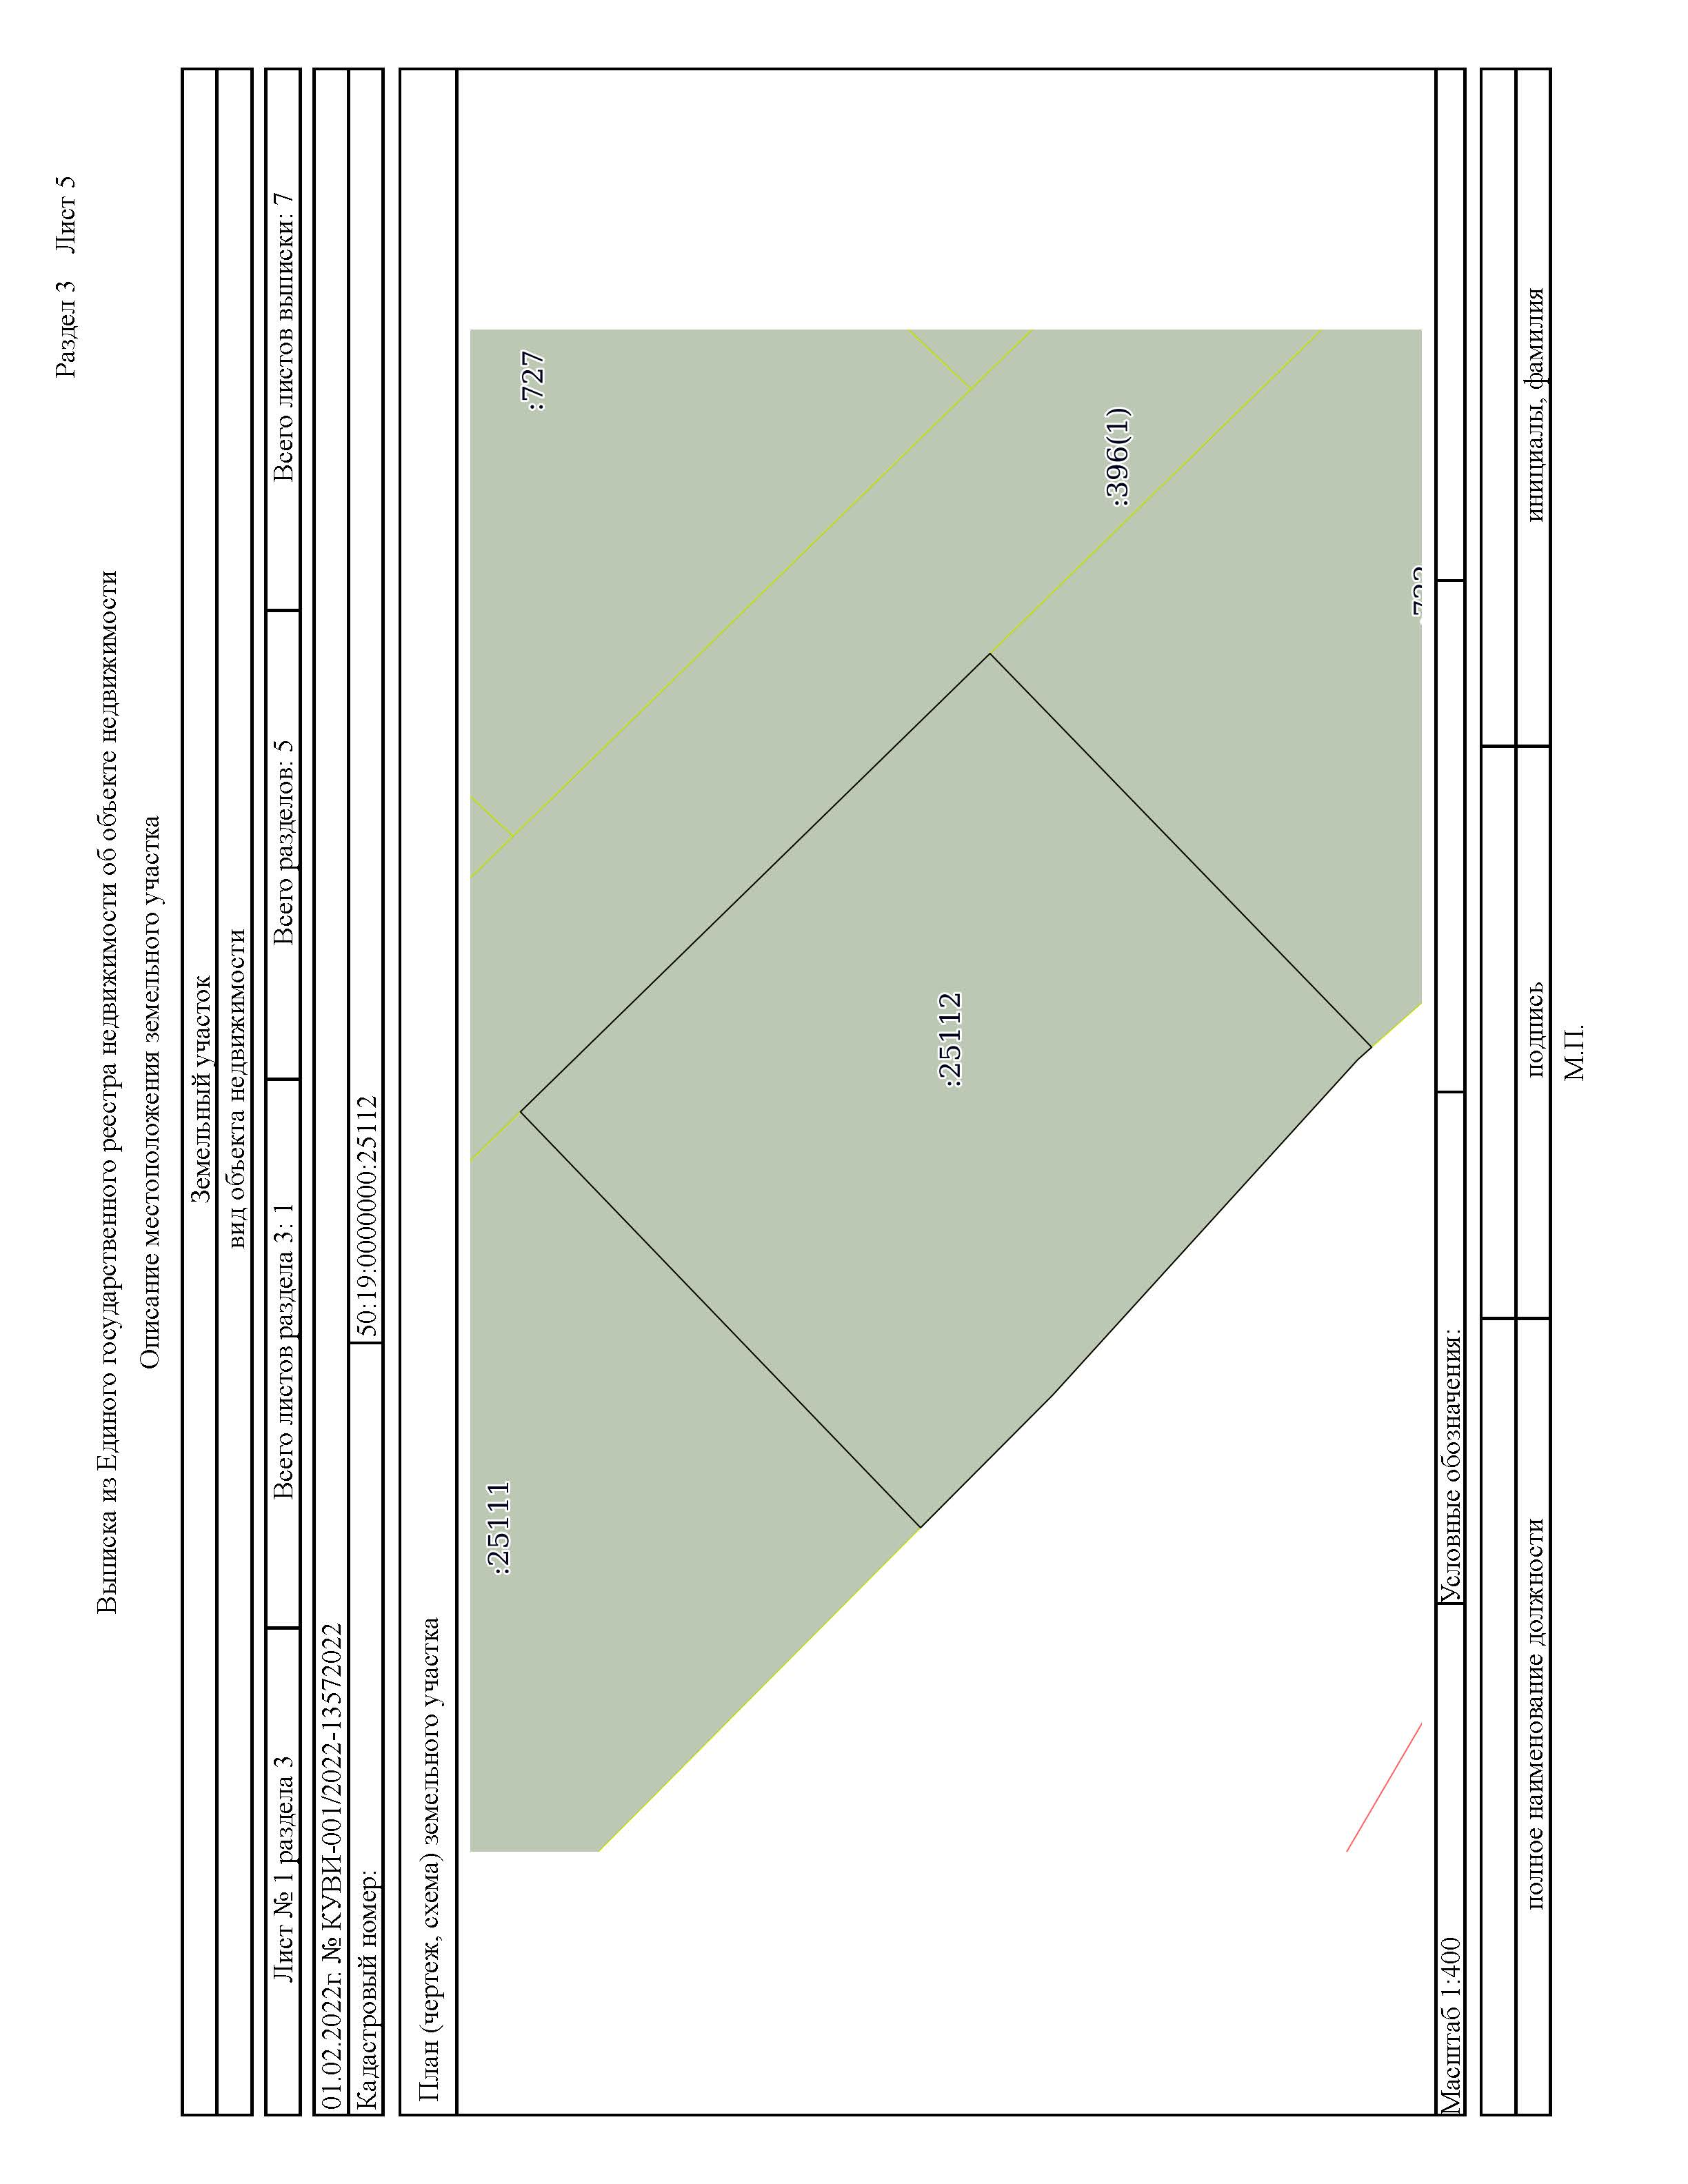 Раздел 3 Лист 5
Выписка из Единого государственного реестра недвижимости об объекте недвижимости
Описание местоположения земельного участка
Земельный участок
вид объекта недвижимости
Лист № 1 раздела 3 Всего листов раздела 3: 1 Всего разделов: 5 Всего листов выписки: 7
01.02.2022г. № КУВИ-001/2022-13572022
Кадастровый номер: 50:19:0000000:25112
План (чертеж, схема) земельного участка
:25111
:727
:25112
:396(1)
Масштаб 1:400 Условные обозначения:
полное наименование должности подпись инициалы, фамилия
М.П.